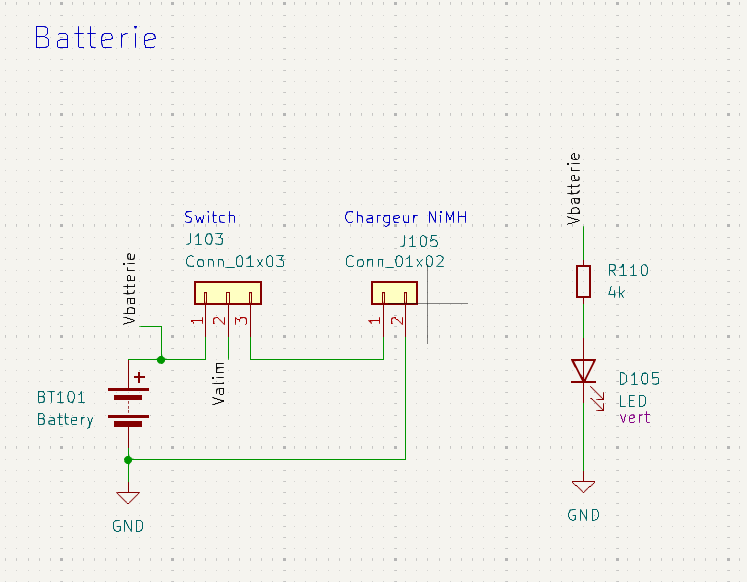 Batterie
Switch
J103
Conn_01x03
1
2
3
Vbatterie
Valim
+
BT101
Battery
GND
Chargeur NiMH
J105
Conn_01x02
1
2
Vbatterie
R110
4k
D105
LED
vert
GND